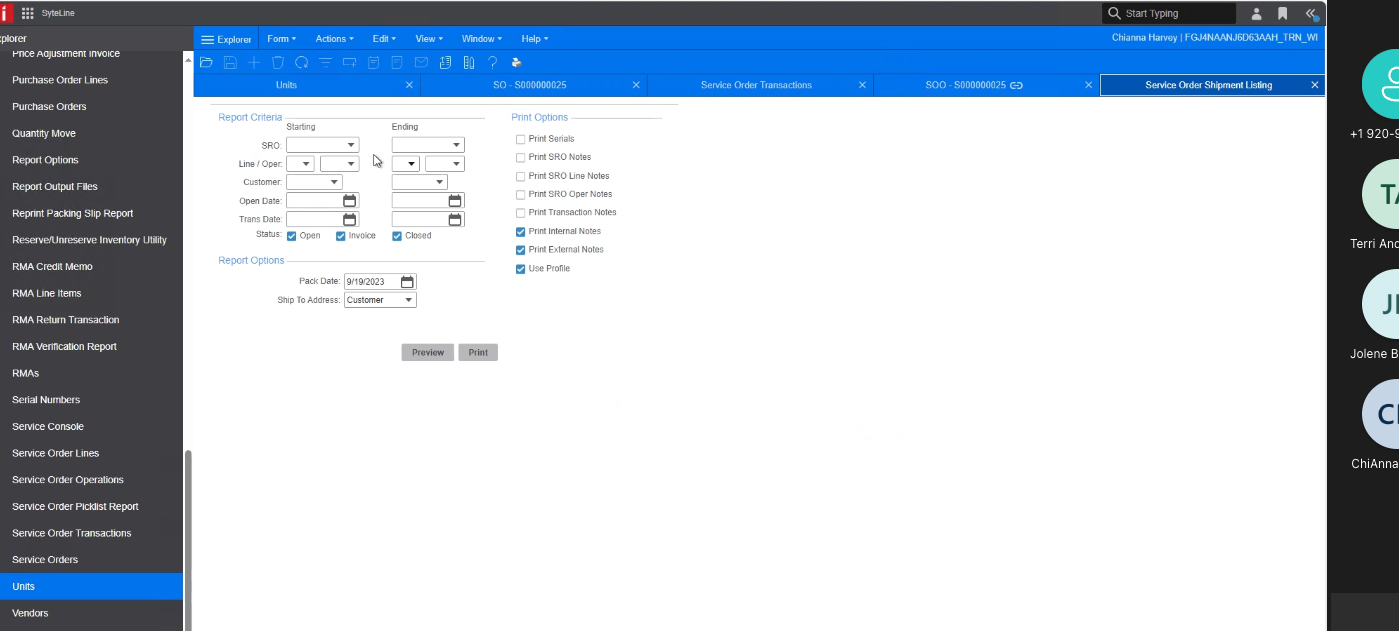 SyteLine
Start Typing
plorer
Explorer Form Actions Edit View Window Help
Chianna Harvey | FGJ4NAANJ6D63AAH_TRN_WI
Units
SO - S000000025
Service Order Transactions
SOO - S000000025
Service Order Shipment Listing
Price Adjustment Invoice
Purchase Order Lines
Purchase Orders
Quantity Move
Report Options
Report Output Files
Reprint Packing Slip Report
Reserve/Unreserve Inventory Utility
RMA Credit Memo
RMA Line Items
RMA Return Transaction
RMA Verification Report
RMAs
Serial Numbers
Service Console
Service Order Lines
Service Order Operations
Service Order Picklist Report
Service Order Transactions
Service Orders
Units
Vendors
Report Criteria
Starting Ending
SRO:
Line / Oper:
Customer:
Open Date:
Trans Date:
Status: Open Invoice Closed
Report Options
Pack Date: 9/19/2023
Ship To Address: Customer
Preview Print
Print Options
Print Serials
Print SRO Notes
Print SRO Line Notes
Print SRO Oper Notes
Print Transaction Notes
Print Internal Notes
Print External Notes
Use Profile
+1 920-9
TA
Terri And
Jolene B
ChiAnna